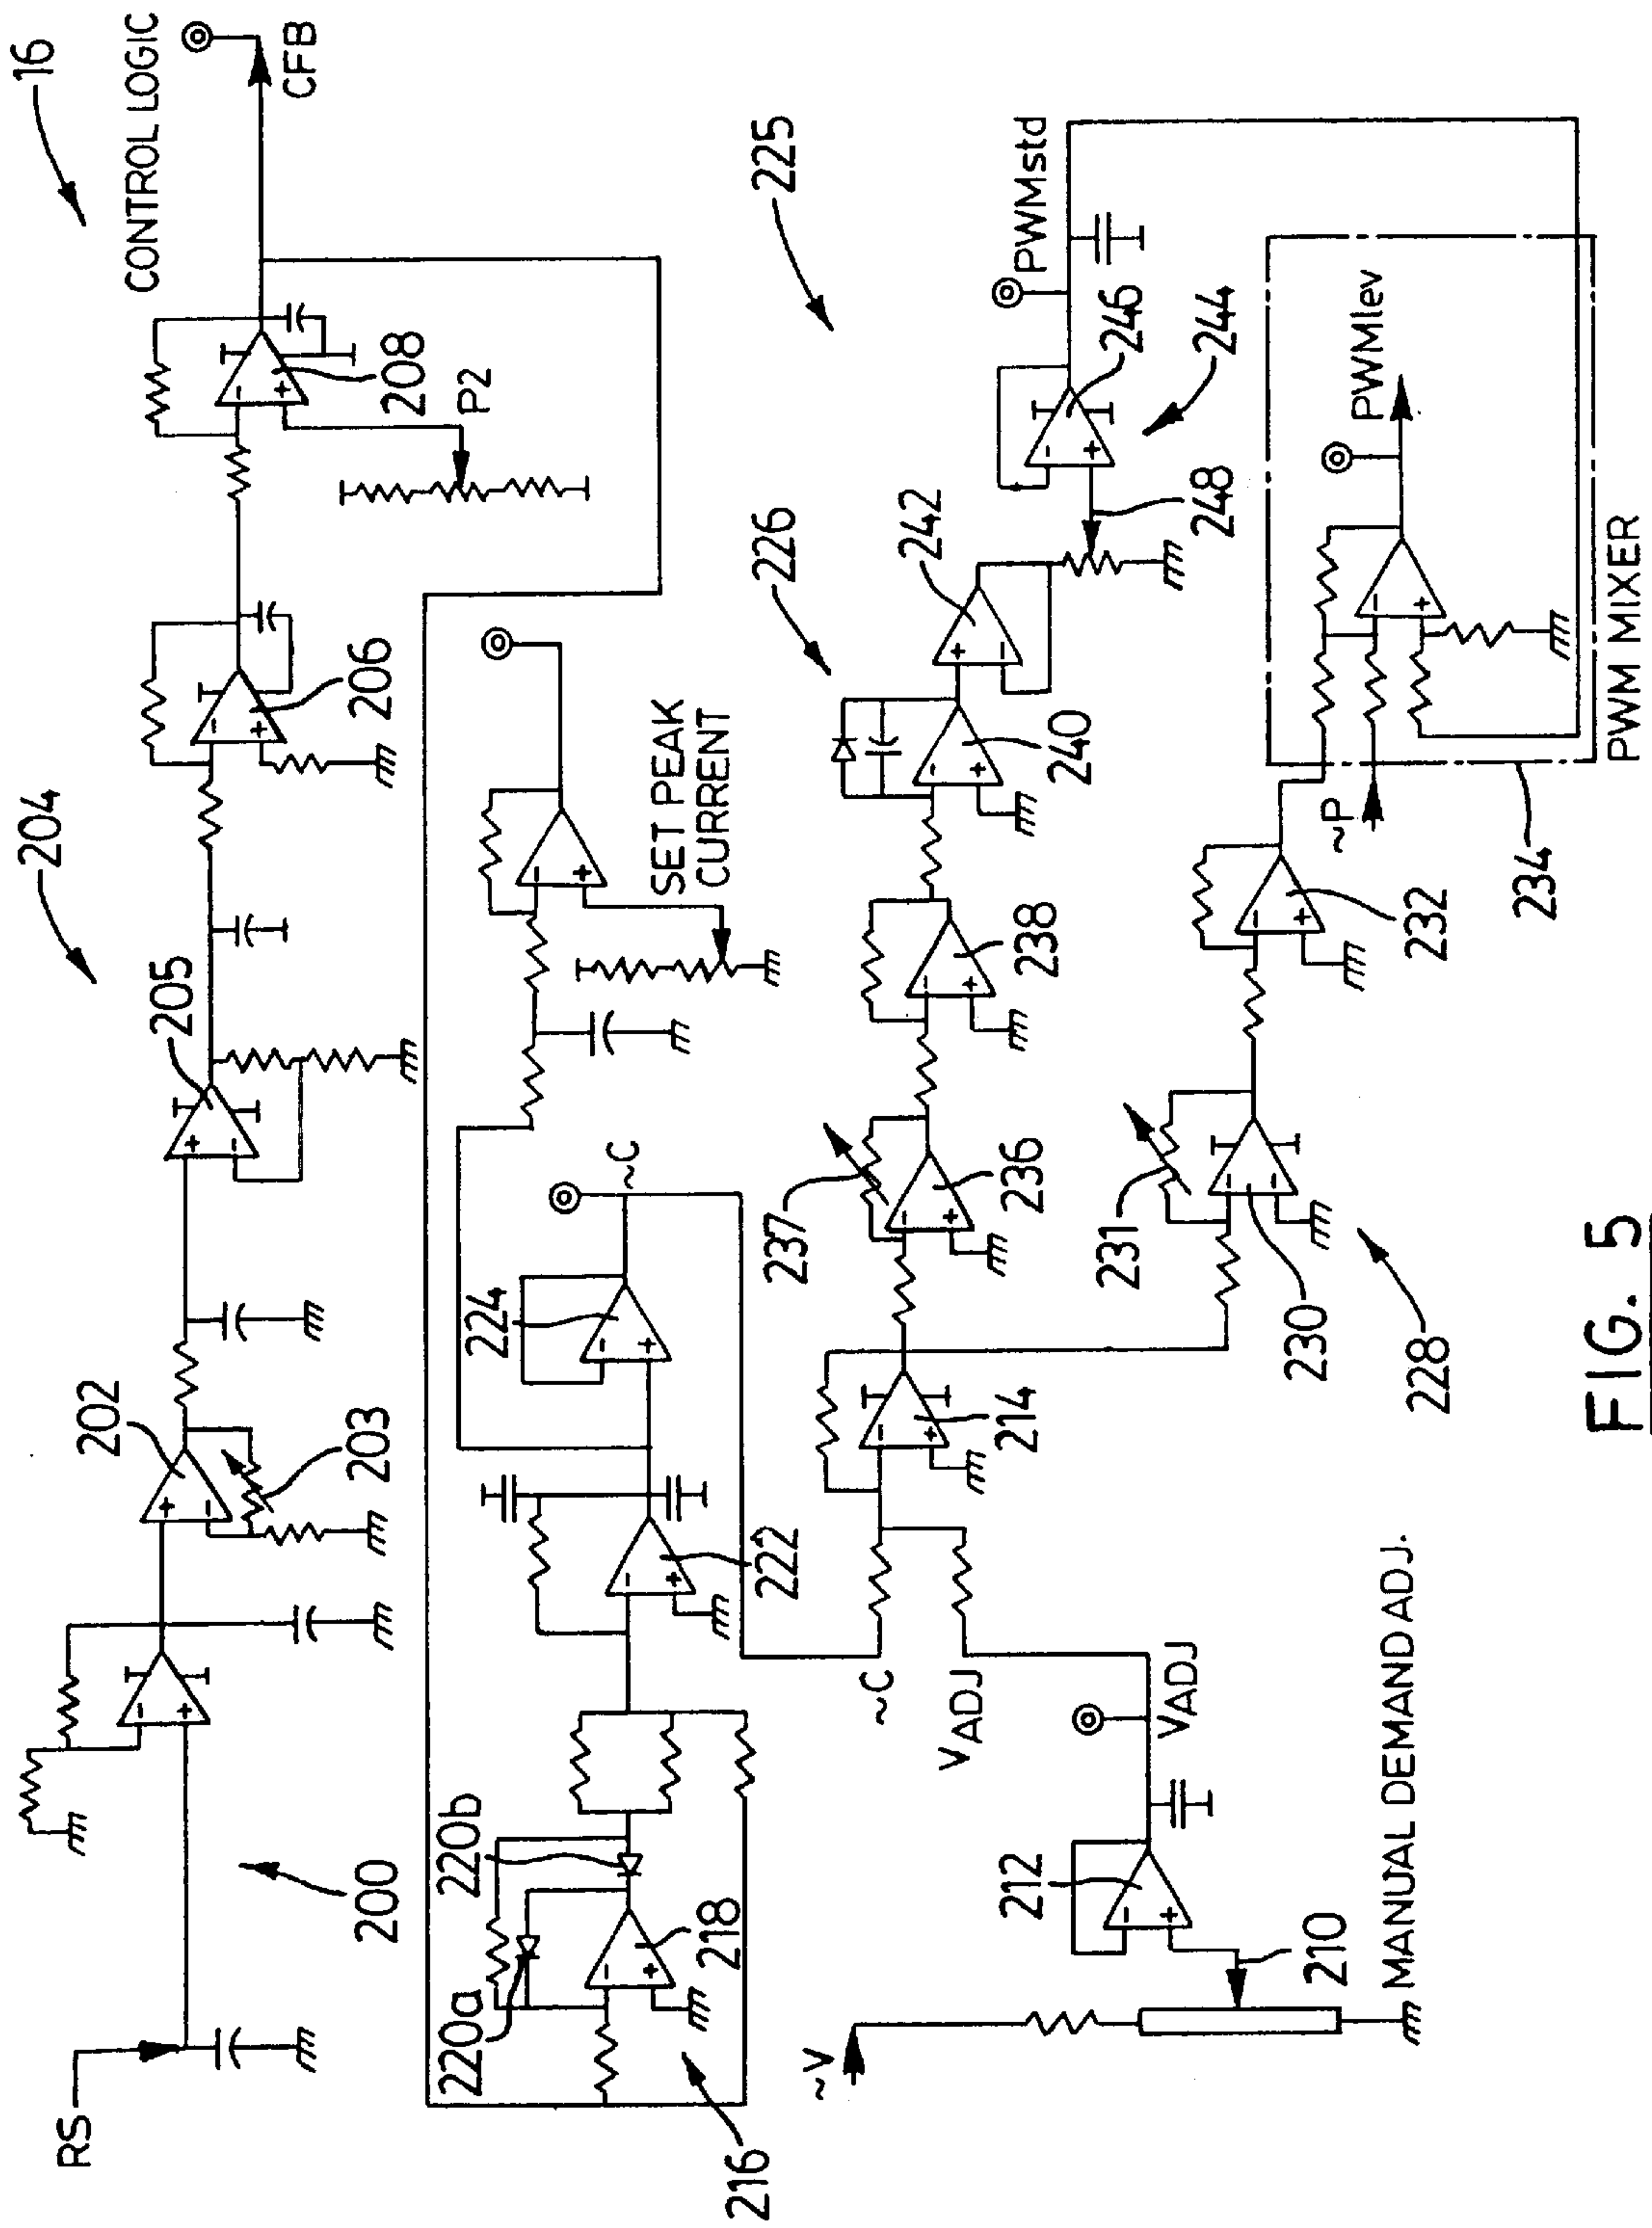 16
CONTROL LOGIC
CFB
204
205
206
208
P2
202
203
RS
200
SET PEAK
CURRENT
~C
224
222
220b
220a
218
216
225
226
PWMstd
246
244
248
242
240
238
237
236
214
~C
VADJ
VADJ
212
210
~V
MANUAL DEMAND ADJ.
231
230
228
232
~P
234
PWMlev
PWM MIXER
+
−
FIG. 5